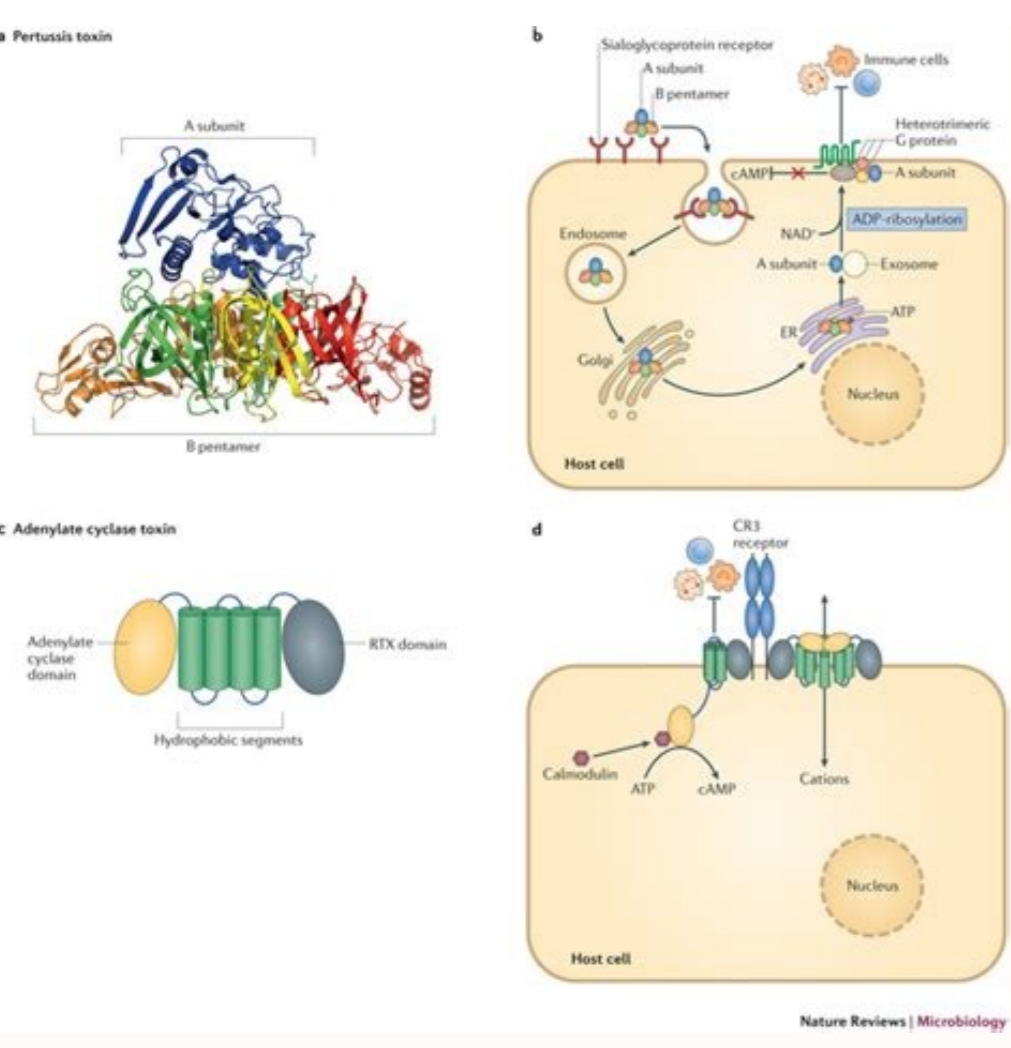 a Pertussis toxin
A subunit
B pentamer
b
Sialoglycoprotein receptor
A subunit
B pentamer
Immune cells
Heterotrimeric
G protein
cAMP
A subunit
ADP-ribosylation
NAD⁺
Endosome
A subunit
Exosome
ATP
ER
Golgi
Nucleus
Host cell
c Adenylate cyclase toxin
Adenylate
cyclase
domain
RTX domain
Hydrophobic segments
d
CR3
receptor
Calmodulin
ATP
cAMP
Cations
Nucleus
Host cell
Nature Reviews | Microbiology